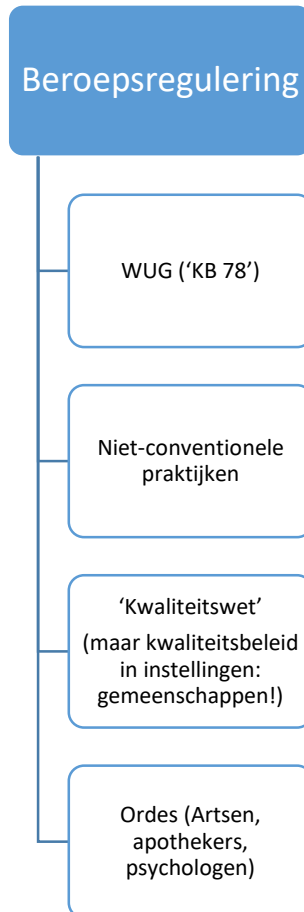 Beroepsregulering
WUG (‘KB 78’)
Niet-conventionele
praktijken
‘Kwaliteitswet’
(maar kwaliteitsbeleid
in instellingen:
gemeenschappen!)
Ordes (Artsen,
apothekers,
psychologen)